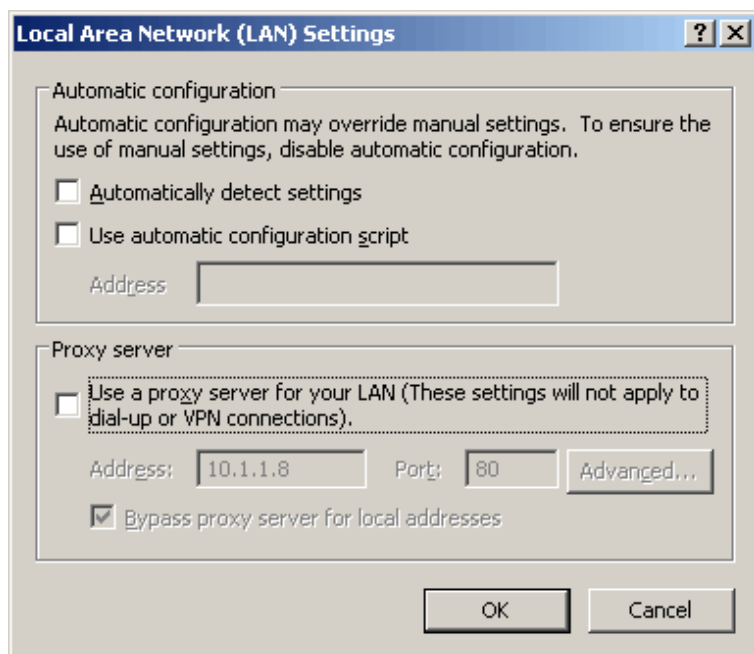 Local Area Network (LAN) Settings
Automatic configuration
Automatic configuration may override manual settings.  To ensure the
use of manual settings, disable automatic configuration.
Automatically detect settings
Use automatic configuration script
Address
Proxy server
Use a proxy server for your LAN (These settings will not apply to
dial-up or VPN connections).
Address: 10.1.1.8 Port: 80 Advanced...
Bypass proxy server for local addresses
OK Cancel